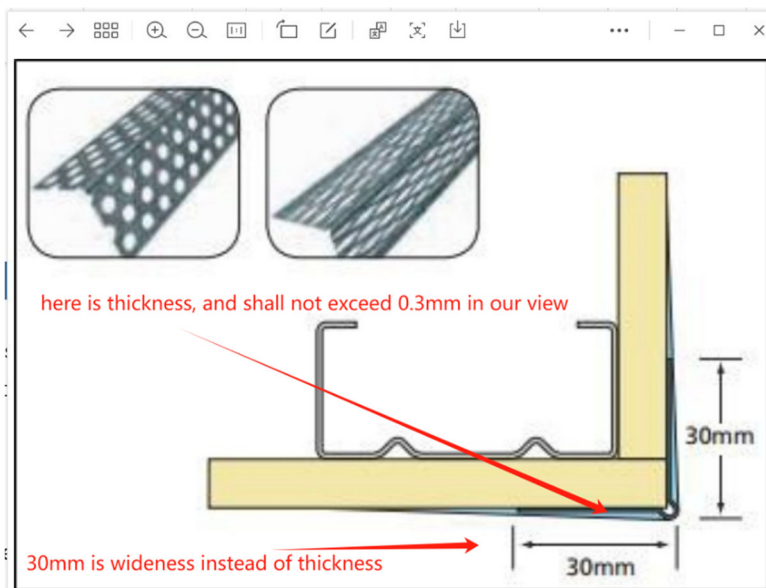 here is thickness, and shall not exceed 0.3mm in our view
30mm
30mm is wideness instead of thickness
30mm